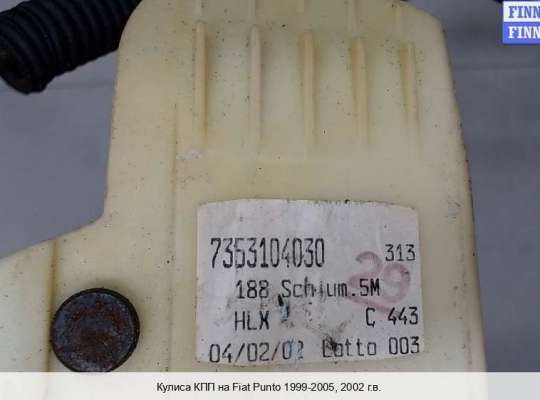 FINN
FINN
7353104030 313
188 Schium.5M
29
HLX C 443
04/02/02 Lotto 003
Кулиса КПП на Fiat Punto 1999-2005, 2002 г.в.